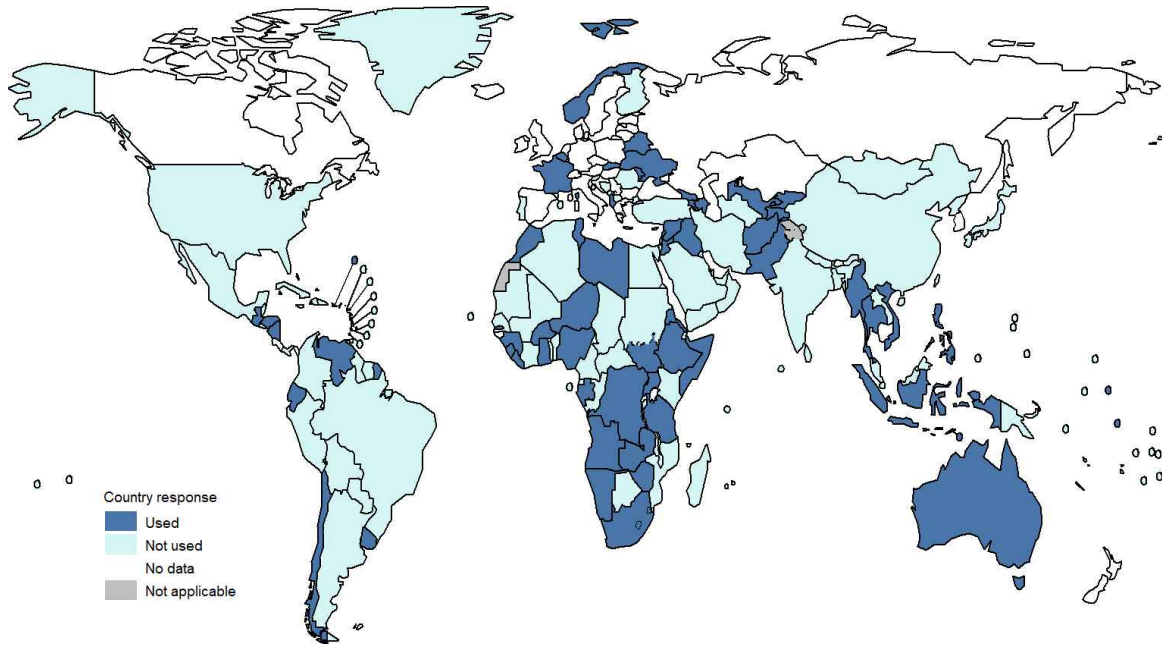 Country response
Used
Not used
No data
Not applicable